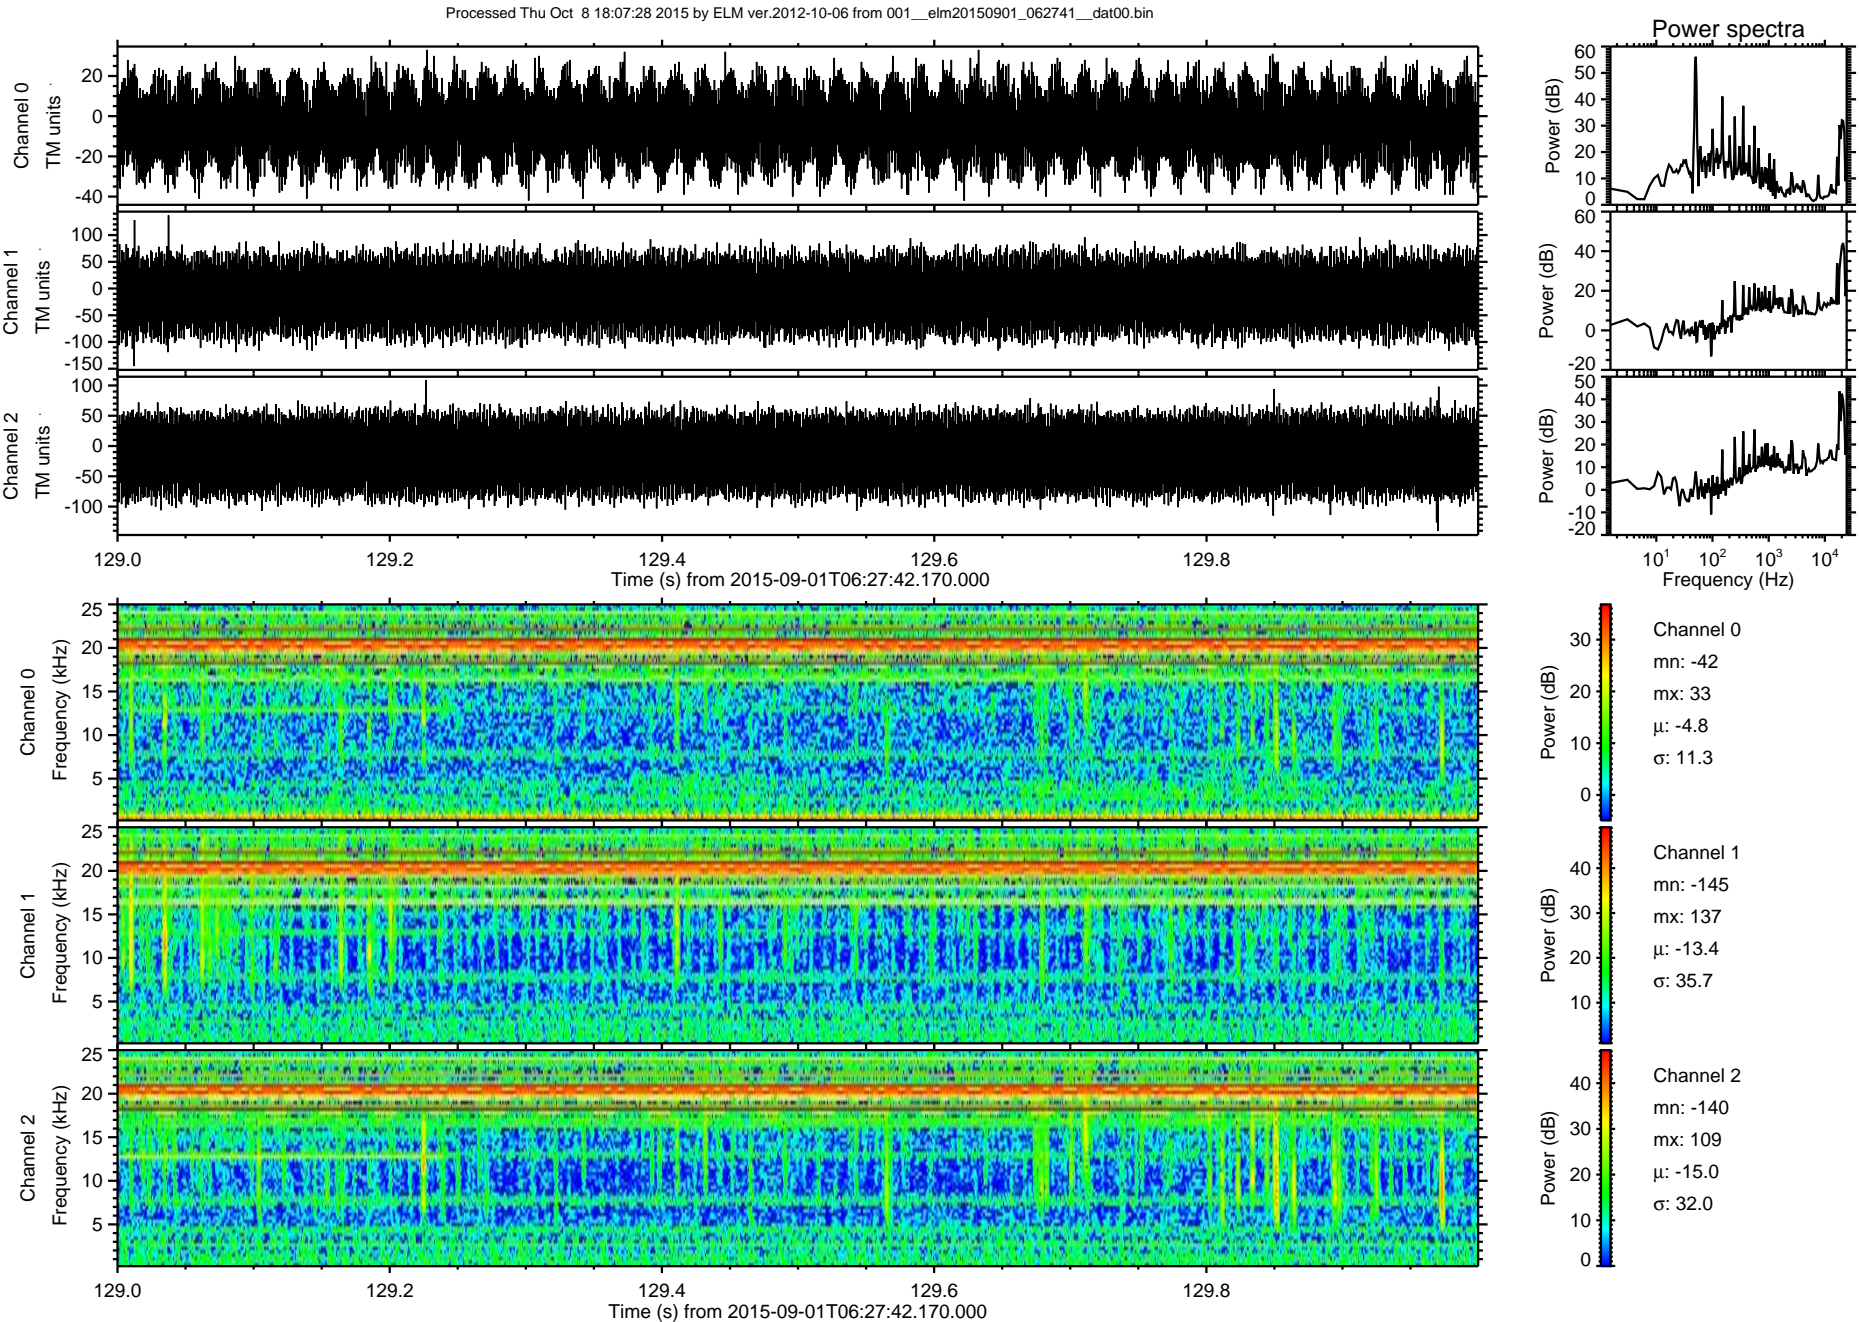 Processed Thu Oct  8 18:07:28 2015 by ELM ver.2012-10-06 from 001__elm20150901_062741__dat00.bin
Power spectra
Channel 0
TM units
20
0
-20
-40
Power (dB)
60
50
40
30
20
10
0
Channel 1
TM units
100
50
0
-50
-100
-150
Power (dB)
60
40
20
0
-20
Channel 2
TM units
100
50
0
-50
-100
Power (dB)
50
40
30
20
10
0
-10
-20
129.0 129.2 129.4 129.6 129.8
Time (s) from 2015-09-01T06:27:42.170.000
10^1 10^2 10^3 10^4
Frequency (Hz)
Channel 0
Frequency (kHz)
25
20
15
10
5
Power (dB)
30
20
10
0
Channel 0
mn: -42
mx: 33
μ: -4.8
σ: 11.3
Channel 1
Frequency (kHz)
25
20
15
10
5
Power (dB)
40
30
20
10
Channel 1
mn: -145
mx: 137
μ: -13.4
σ: 35.7
Channel 2
Frequency (kHz)
25
20
15
10
5
Power (dB)
40
30
20
10
0
Channel 2
mn: -140
mx: 109
μ: -15.0
σ: 32.0
129.0 129.2 129.4 129.6 129.8
Time (s) from 2015-09-01T06:27:42.170.000